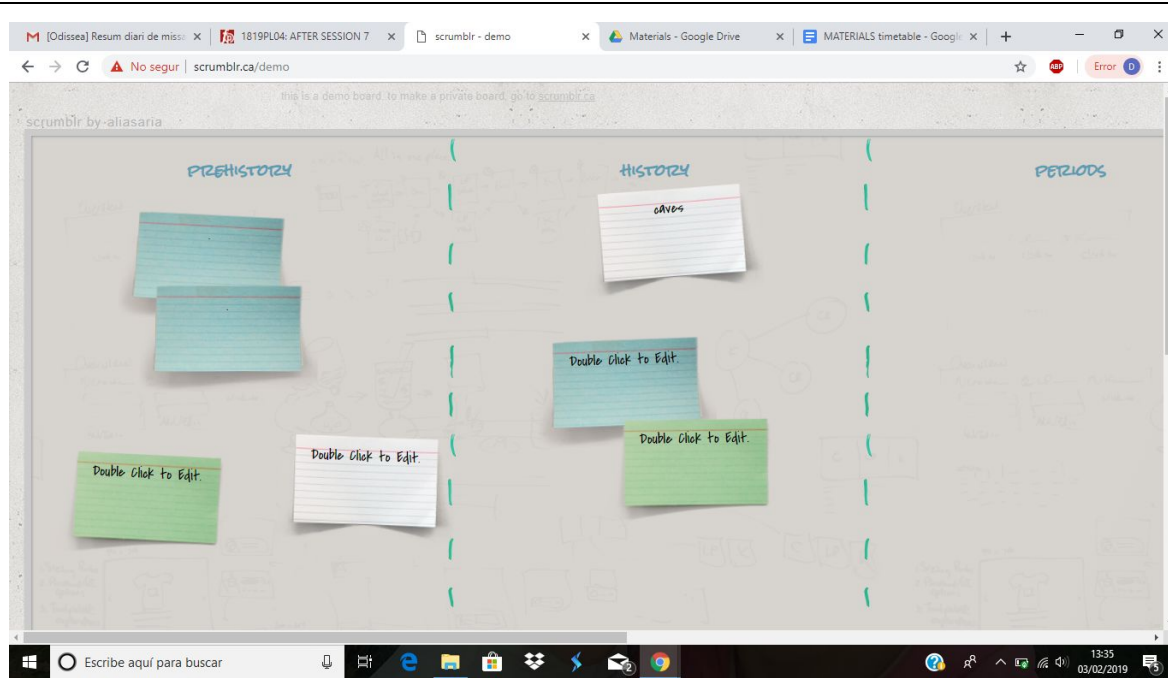 [Odissea] Resum diari de missa
1819PL04: AFTER SESSION 7
scrumblr - demo
Materials - Google Drive
MATERIALS timetable - Google
No segur
scrumblr.ca/demo
ABP
Error
D
this is a demo board. to make a private board, go to scrumblr.ca
scrumblr by-aliasaria
PREHISTORY
HISTORY
PERIODS
caves
Double Click to Edit.
Double Click to Edit.
Double Click to Edit.
Double Click to Edit.
Escribe aquí para buscar
2
13:35
03/02/2019
5